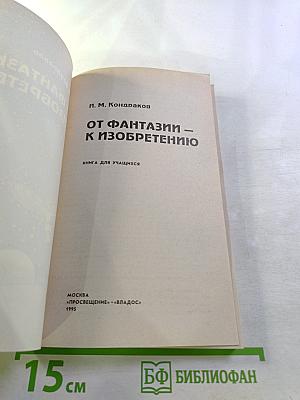 И. М. Кондраков
ОТ ФАНТАЗИИ —
К ИЗОБРЕТЕНИЮ
КНИГА ДЛЯ УЧАЩИХСЯ
МОСКВА
«ПРОСВЕЩЕНИЕ» - «ВЛАДОС»
1995
15 см
БФ БИБЛИОФАН